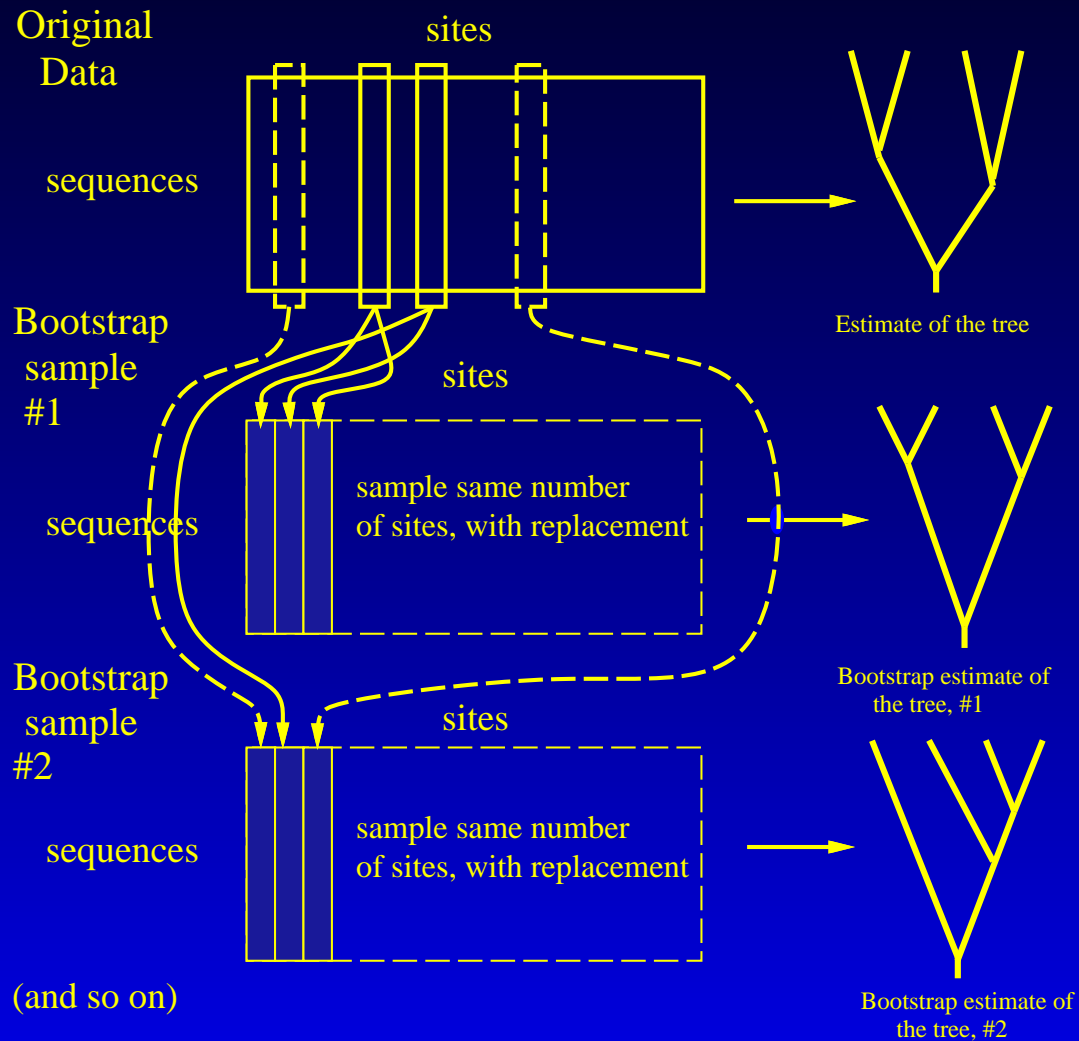 Original
Data
sites
sequences
Estimate of the tree
Bootstrap
sample
#1
sites
sequences
sample same number
of sites, with replacement
Bootstrap estimate of
the tree, #1
Bootstrap
sample
#2
sites
sequences
sample same number
of sites, with replacement
(and so on)
Bootstrap estimate of
the tree, #2